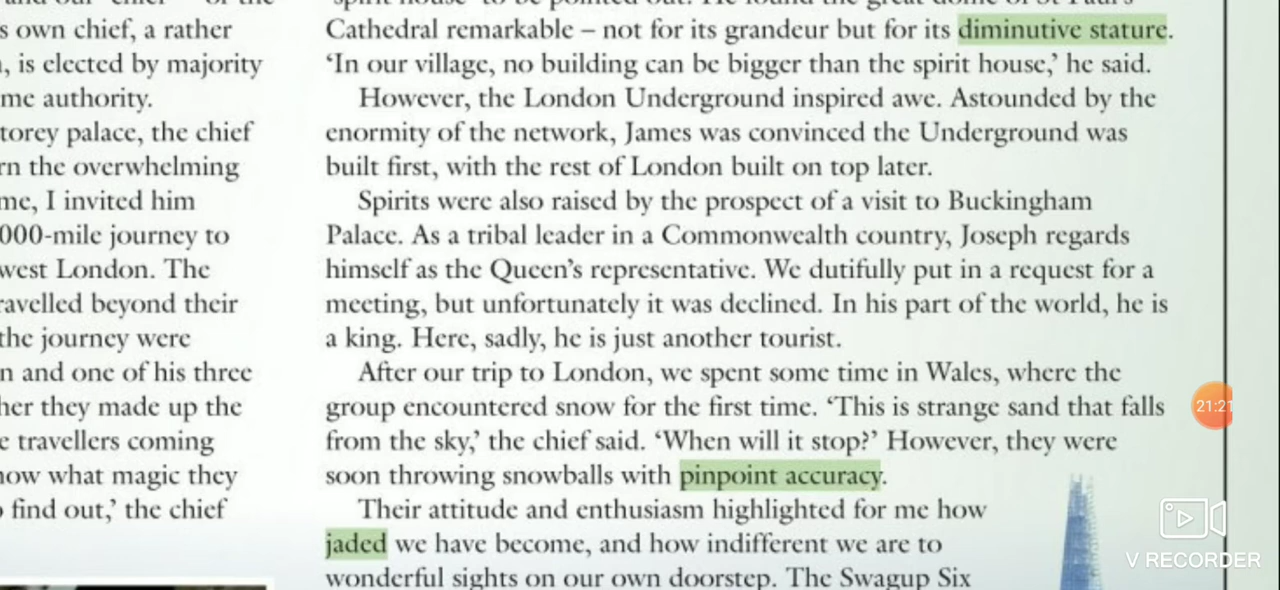 s own chief, a rather
, is elected by majority
me authority.
torey palace, the chief
rn the overwhelming
me, I invited him
000-mile journey to
west London. The
ravelled beyond their
the journey were
n and one of his three
her they made up the
e travellers coming
now what magic they
find out,’ the chief
Cathedral remarkable – not for its grandeur but for its diminutive stature.
‘In our village, no building can be bigger than the spirit house,’ he said.
However, the London Underground inspired awe. Astounded by the
enormity of the network, James was convinced the Underground was
built first, with the rest of London built on top later.
Spirits were also raised by the prospect of a visit to Buckingham
Palace. As a tribal leader in a Commonwealth country, Joseph regards
himself as the Queen’s representative. We dutifully put in a request for a
meeting, but unfortunately it was declined. In his part of the world, he is
a king. Here, sadly, he is just another tourist.
After our trip to London, we spent some time in Wales, where the
group encountered snow for the first time. ‘This is strange sand that falls
from the sky,’ the chief said. ‘When will it stop?’ However, they were
soon throwing snowballs with pinpoint accuracy.
Their attitude and enthusiasm highlighted for me how
jaded we have become, and how indifferent we are to
wonderful sights on our own doorstep. The Swagup Six
21:21
V RECORDER